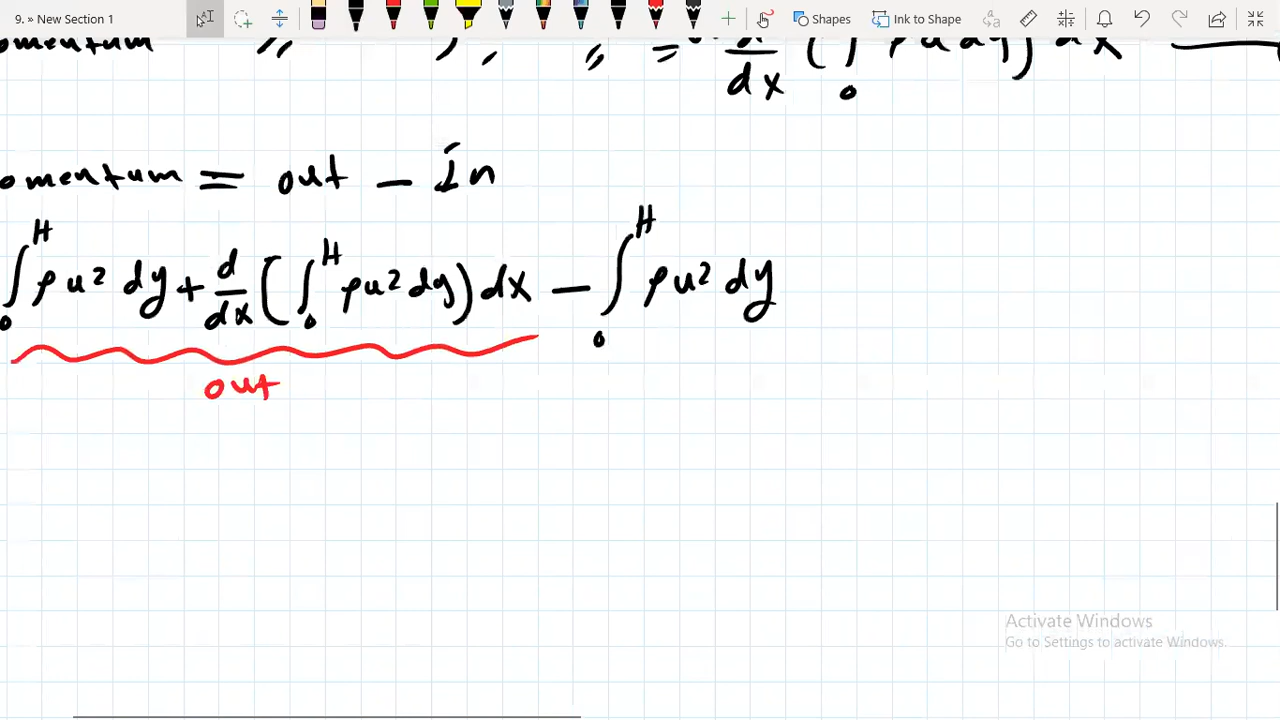 9. » New Section 1
Shapes
Ink to Shape
= d/dx ( ∫₀ ρu dy) dx
omentum = out – In
∫₀ᴴ ρu² dy + d/dx (∫₀ᴴ ρu² dy) dx – ∫₀ᴴ ρu² dy
out
Activate Windows
Go to Settings to activate Windows.